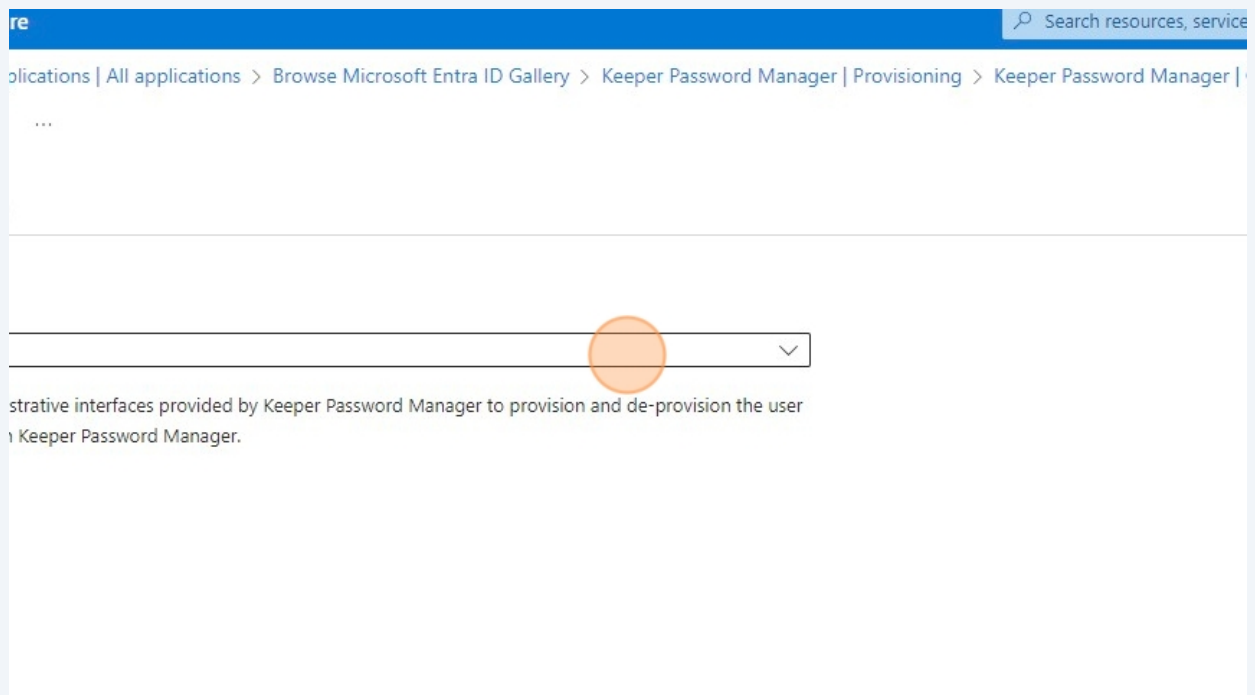 re
Search resources, service
plications | All applications > Browse Microsoft Entra ID Gallery > Keeper Password Manager | Provisioning > Keeper Password Manager |
...
strative interfaces provided by Keeper Password Manager to provision and de-provision the user
Keeper Password Manager.